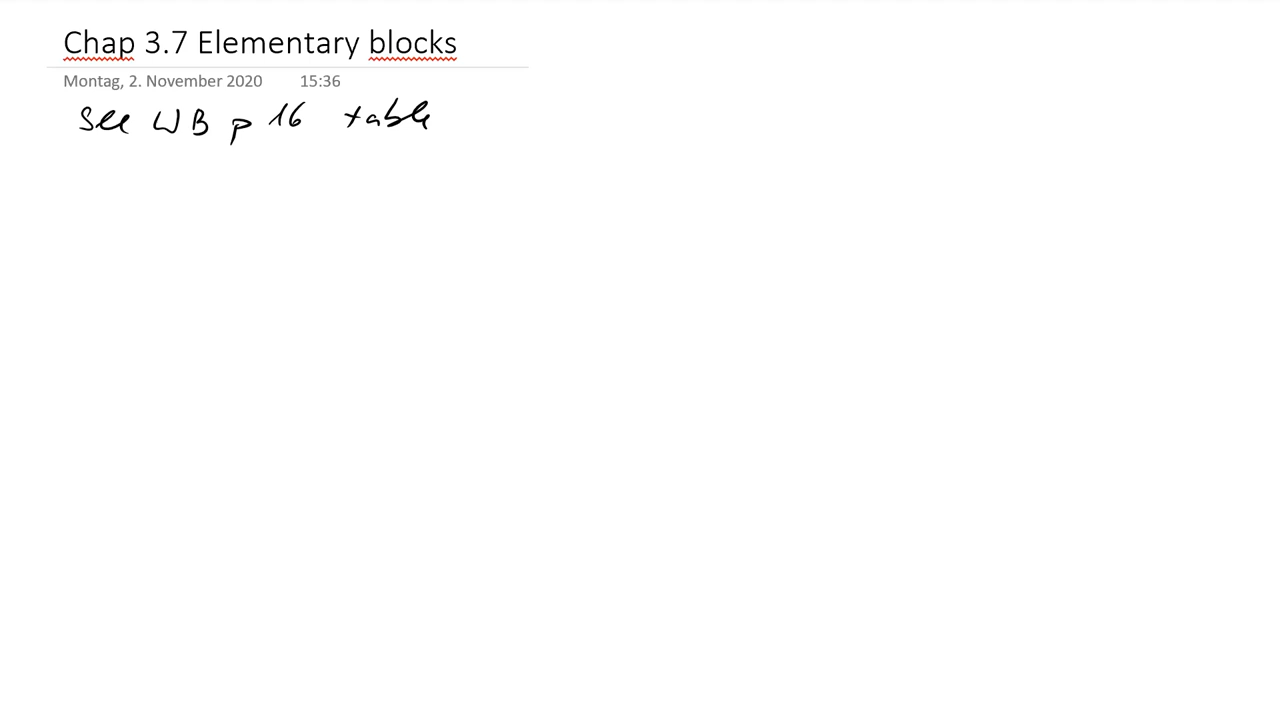 Chap 3.7 Elementary blocks
Montag, 2. November 2020 15:36
See WB p 16 table